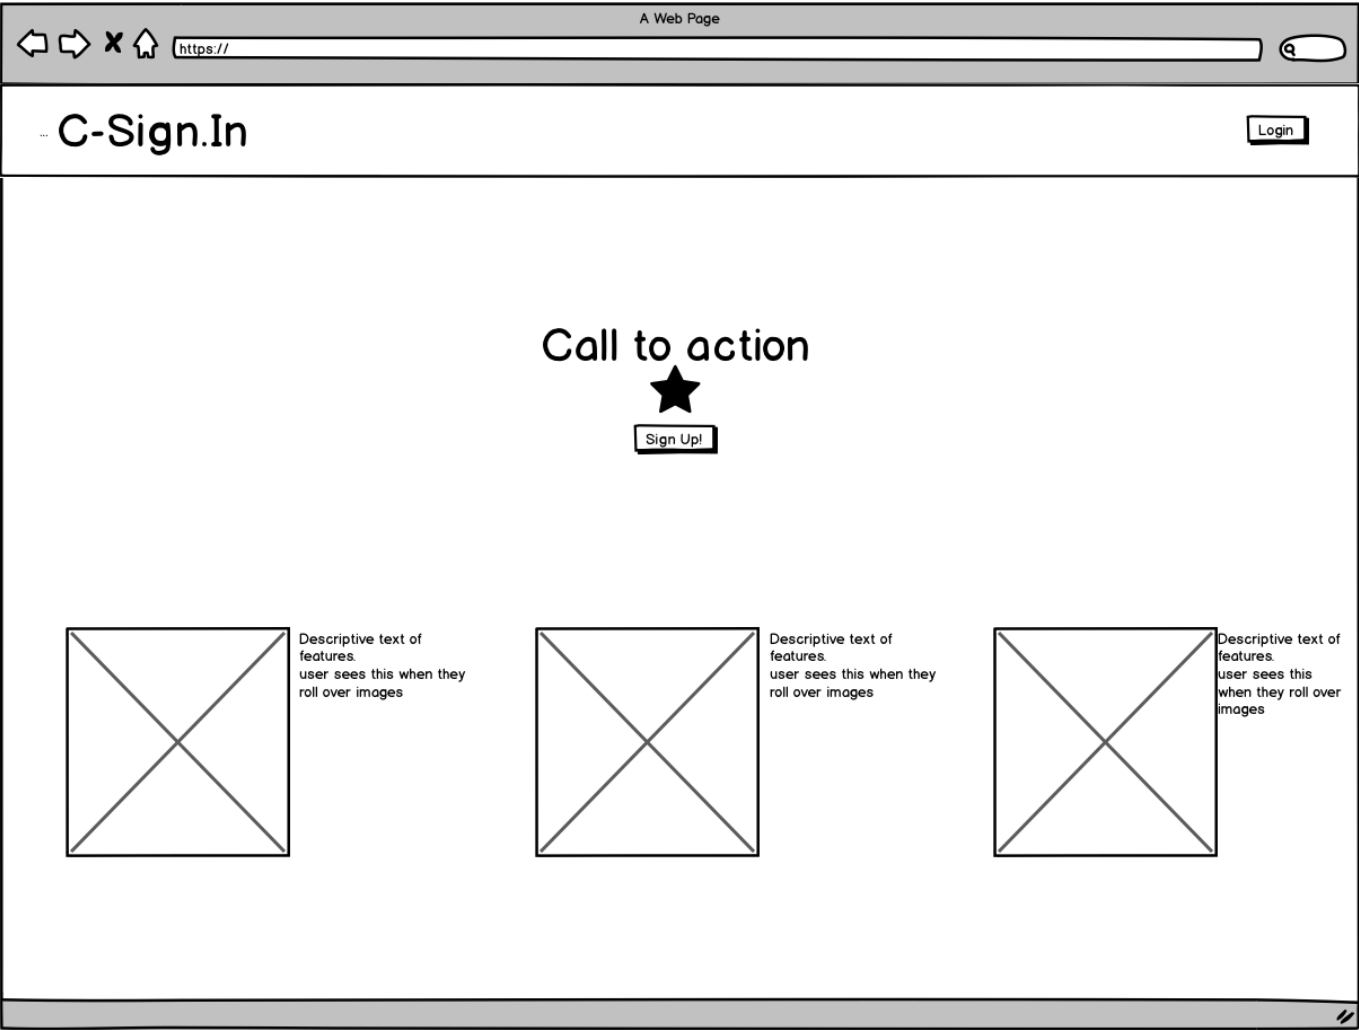 A Web Page
https://
... C-Sign.In
Login
Call to action
Sign Up!
Descriptive text of
features.
user sees this when they
roll over images
Descriptive text of
features.
user sees this when they
roll over images
Descriptive text of
features.
user sees this
when they roll over
images